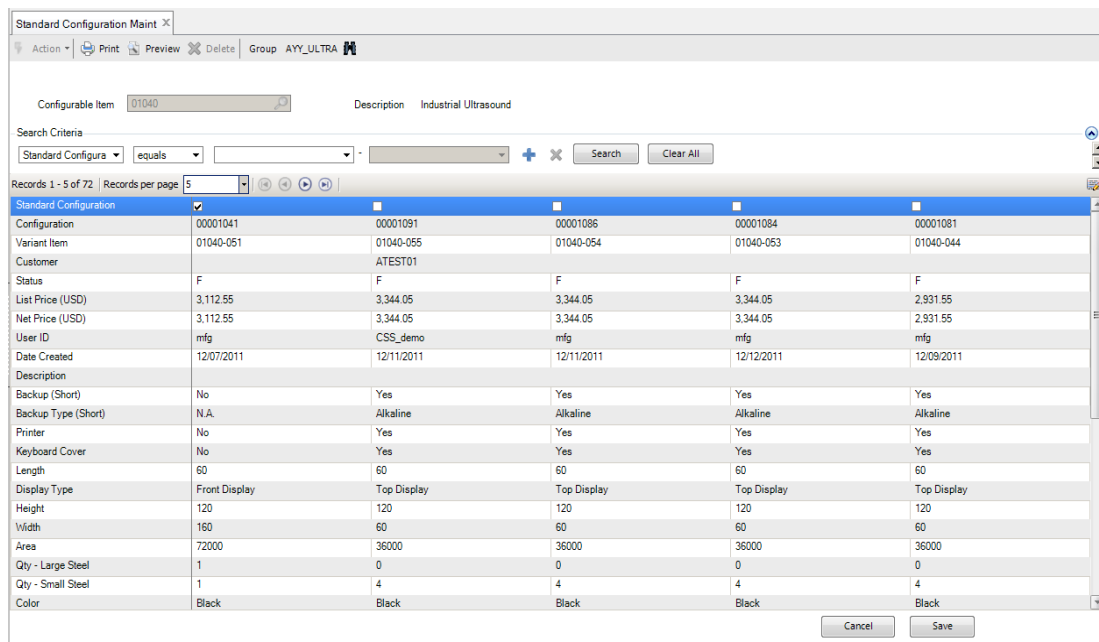 Standard Configuration Maint
Action Print Preview Delete Group AYY_ULTRA
Configurable Item 01040 Description Industrial Ultrasound
Search Criteria
Standard Configura equals - Search Clear All
Records 1 - 5 of 72 Records per page 5
Standard Configuration
Configuration 00001041 00001091 00001086 00001084 00001081
Variant Item 01040-051 01040-055 01040-054 01040-053 01040-044
Customer ATEST01
Status F F F F F
List Price (USD) 3,112.55 3,344.05 3,344.05 3,344.05 2,931.55
Net Price (USD) 3,112.55 3,344.05 3,344.05 3,344.05 2,931.55
User ID mfg CSS_demo mfg mfg mfg
Date Created 12/07/2011 12/11/2011 12/11/2011 12/12/2011 12/09/2011
Description
Backup (Short) No Yes Yes Yes Yes
Backup Type (Short) N.A. Alkaline Alkaline Alkaline Alkaline
Printer No Yes Yes Yes Yes
Keyboard Cover No Yes Yes Yes Yes
Length 60 60 60 60 60
Display Type Front Display Top Display Top Display Top Display Top Display
Height 120 120 120 120 120
Width 160 60 60 60 60
Area 72000 36000 36000 36000 36000
Qty - Large Steel 1 0 0 0 0
Qty - Small Steel 1 4 4 4 4
Color Black Black Black Black Black
Cancel Save